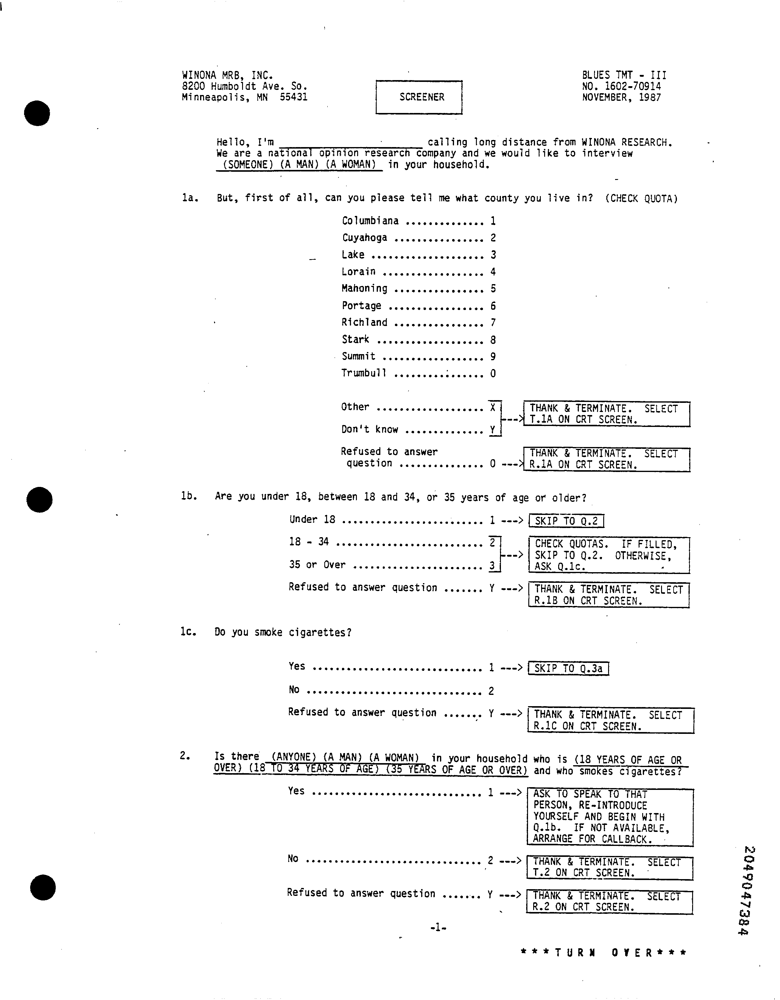 WINONA MRB, INC.
8200 Humboldt Ave. So.
Minneapolis, MN 55431
SCREENER
BLUES TMT - III
NO. 1602-70914
NOVEMBER, 1987
Hello, I'm ____________________ calling long distance from WINONA RESEARCH.
We are a national opinion research company and we would like to interview
(SOMEONE) (A MAN) (A WOMAN) in your household.
1a. But, first of all, can you please tell me what county you live in? (CHECK QUOTA)
Columbiana .............. 1
Cuyahoga ................ 2
Lake .................... 3
Lorain .................. 4
Mahoning ................ 5
Portage ................. 6
Richland ................ 7
Stark ................... 8
Summit .................. 9
Trumbull ................ 0
Other ................... X
Don't know .............. Y
---> THANK & TERMINATE. SELECT
T.1A ON CRT SCREEN.
Refused to answer
question ............... 0 ---> THANK & TERMINATE. SELECT
R.1A ON CRT SCREEN.
1b. Are you under 18, between 18 and 34, or 35 years of age or older?
Under 18 ......................... 1 ---> SKIP TO Q.2
18 - 34 .......................... 2
35 or Over ....................... 3
---> CHECK QUOTAS. IF FILLED,
SKIP TO Q.2. OTHERWISE,
ASK Q.1c.
Refused to answer question ....... Y ---> THANK & TERMINATE. SELECT
R.1B ON CRT SCREEN.
1c. Do you smoke cigarettes?
Yes .............................. 1 ---> SKIP TO Q.3a
No ............................... 2
Refused to answer question ....... Y ---> THANK & TERMINATE. SELECT
R.1C ON CRT SCREEN.
2. Is there (ANYONE) (A MAN) (A WOMAN) in your household who is (18 YEARS OF AGE OR
OVER) (18 TO 34 YEARS OF AGE) (35 YEARS OF AGE OR OVER) and who smokes cigarettes?
Yes .............................. 1 ---> ASK TO SPEAK TO THAT
PERSON, RE-INTRODUCE
YOURSELF AND BEGIN WITH
Q.1b. IF NOT AVAILABLE,
ARRANGE FOR CALLBACK.
No ............................... 2 ---> THANK & TERMINATE. SELECT
T.2 ON CRT SCREEN.
Refused to answer question ....... Y ---> THANK & TERMINATE. SELECT
R.2 ON CRT SCREEN.
-1-
***TURN OVER***
2049047384